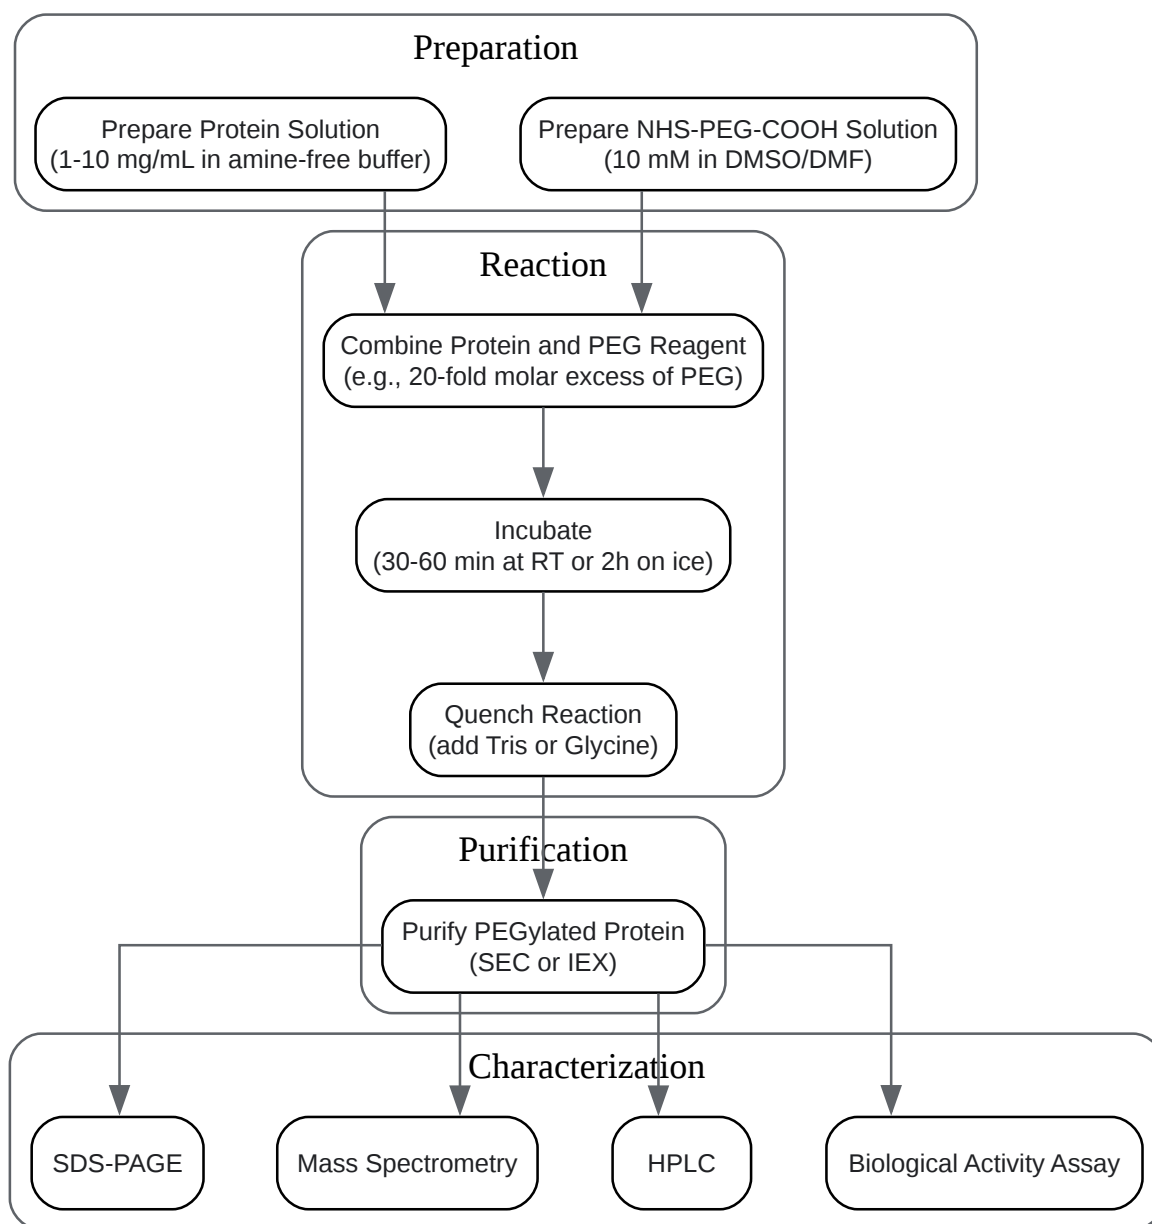 Preparation
Prepare Protein Solution
(1-10 mg/mL in amine-free buffer)
Prepare NHS-PEG-COOH Solution
(10 mM in DMSO/DMF)
Reaction
Combine Protein and PEG Reagent
(e.g., 20-fold molar excess of PEG)
Incubate
(30-60 min at RT or 2h on ice)
Quench Reaction
(add Tris or Glycine)
Purification
Purify PEGylated Protein
(SEC or IEX)
Characterization
SDS-PAGE
Mass Spectrometry
HPLC
Biological Activity Assay